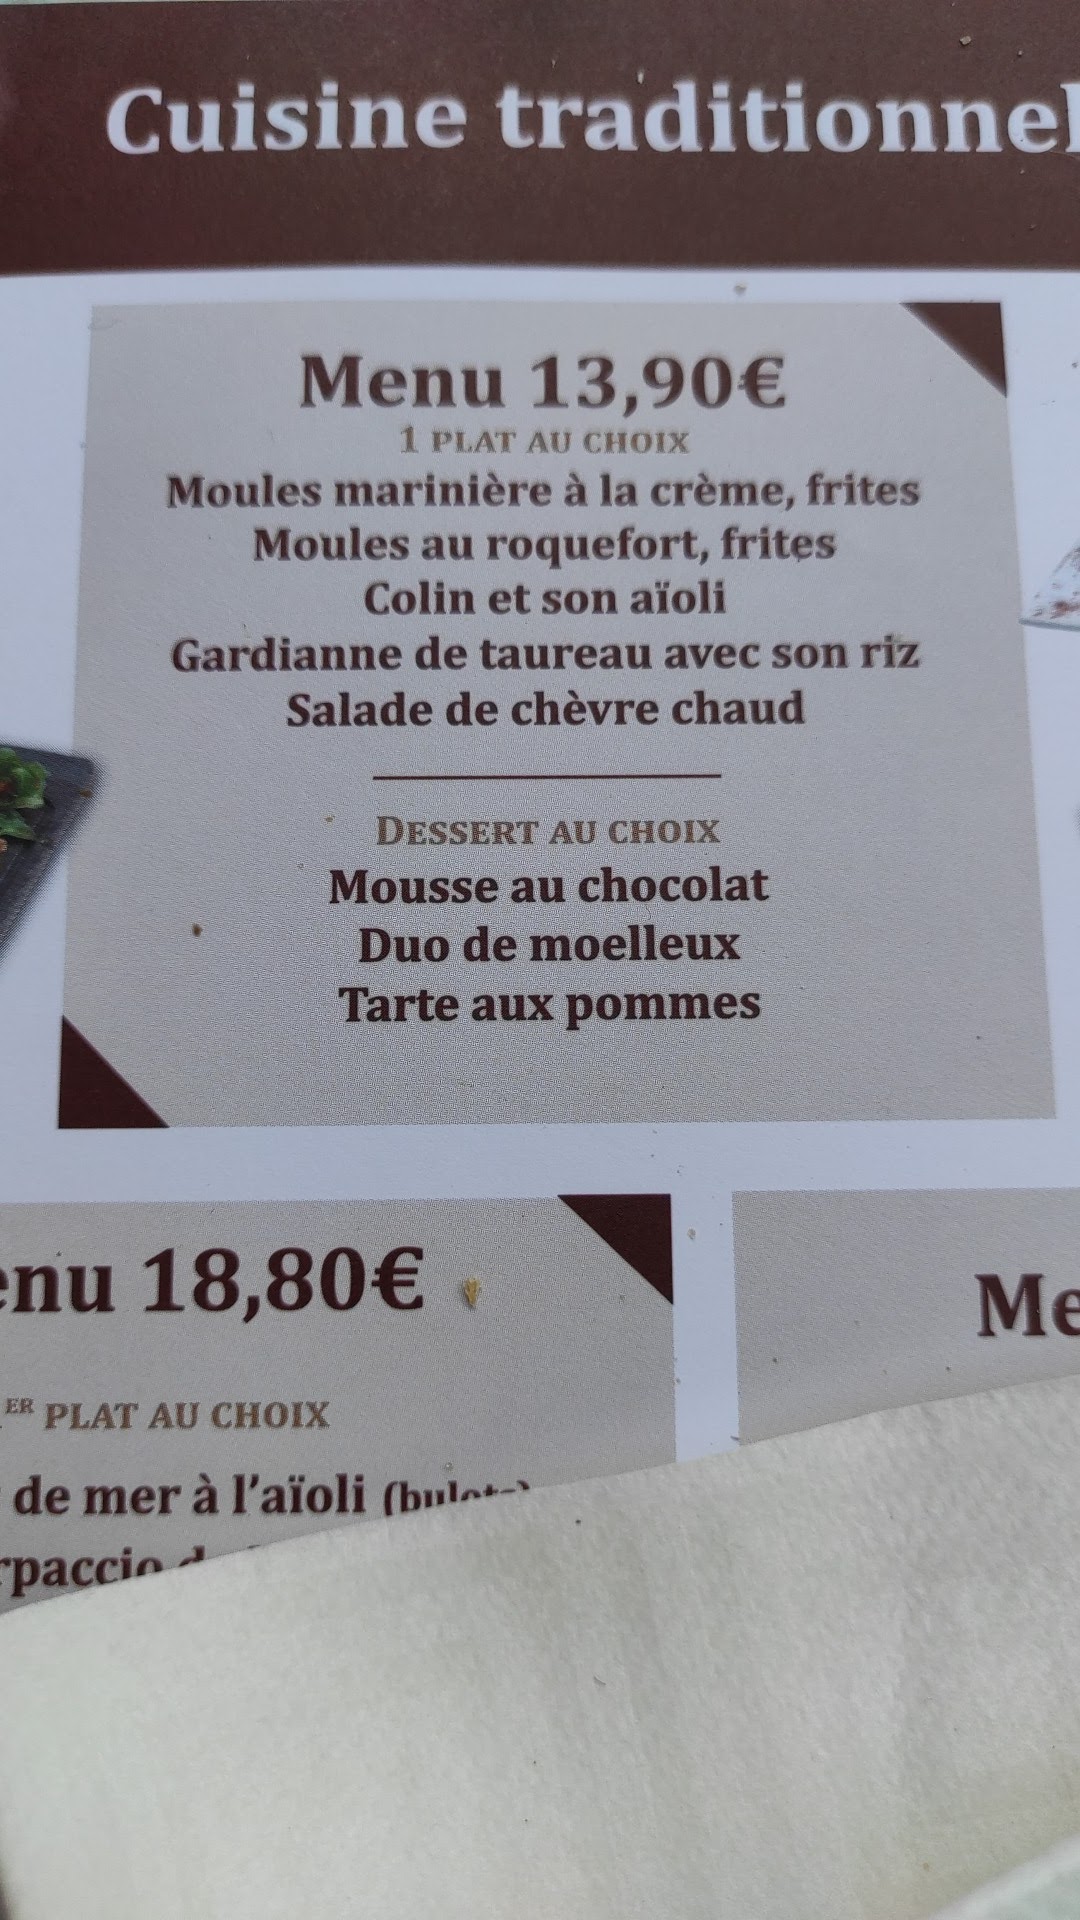 Cuisine traditionnel
Menu 13,90€
1 PLAT AU CHOIX
Moules marinière à la crème, frites
Moules au roquefort, frites
Colin et son aïoli
Gardianne de taureau avec son riz
Salade de chèvre chaud
DESSERT AU CHOIX
Mousse au chocolat
Duo de moelleux
Tarte aux pommes
enu 18,80€
ER PLAT AU CHOIX
de mer à l'aïoli
rpaccio
Me